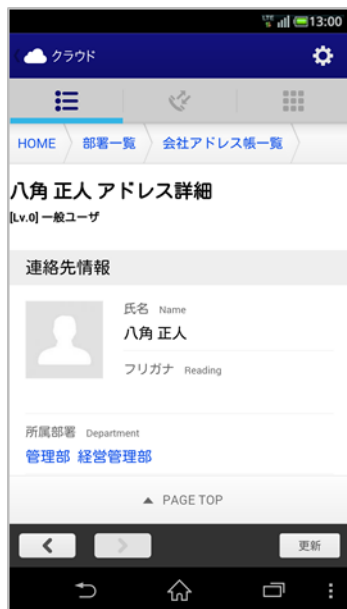 LTE 13:00
クラウド
HOME 部署一覧 会社アドレス帳一覧
八角 正人 アドレス詳細
[Lv.0] 一般ユーザ
連絡先情報
氏名 Name
八角 正人
フリガナ Reading
所属部署 Department
管理部 経営管理部
▲ PAGE TOP
更新